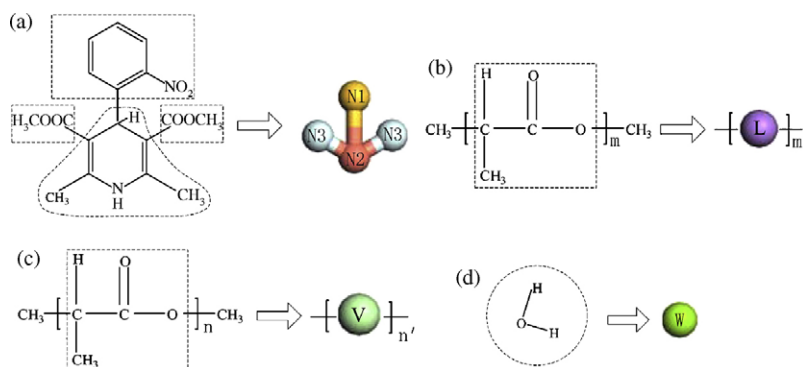 (a)
NO₂
H₃COOC
H
COOCH₃
CH₃
N
H
CH₃
N1
N3
N3
N2
(b)
H
O
CH₃
C
C
O
m
CH₃
CH₃
L
m
(c)
H
O
CH₃
C
C
O
n
CH₃
CH₃
V
n'
(d)
H
O
H
W